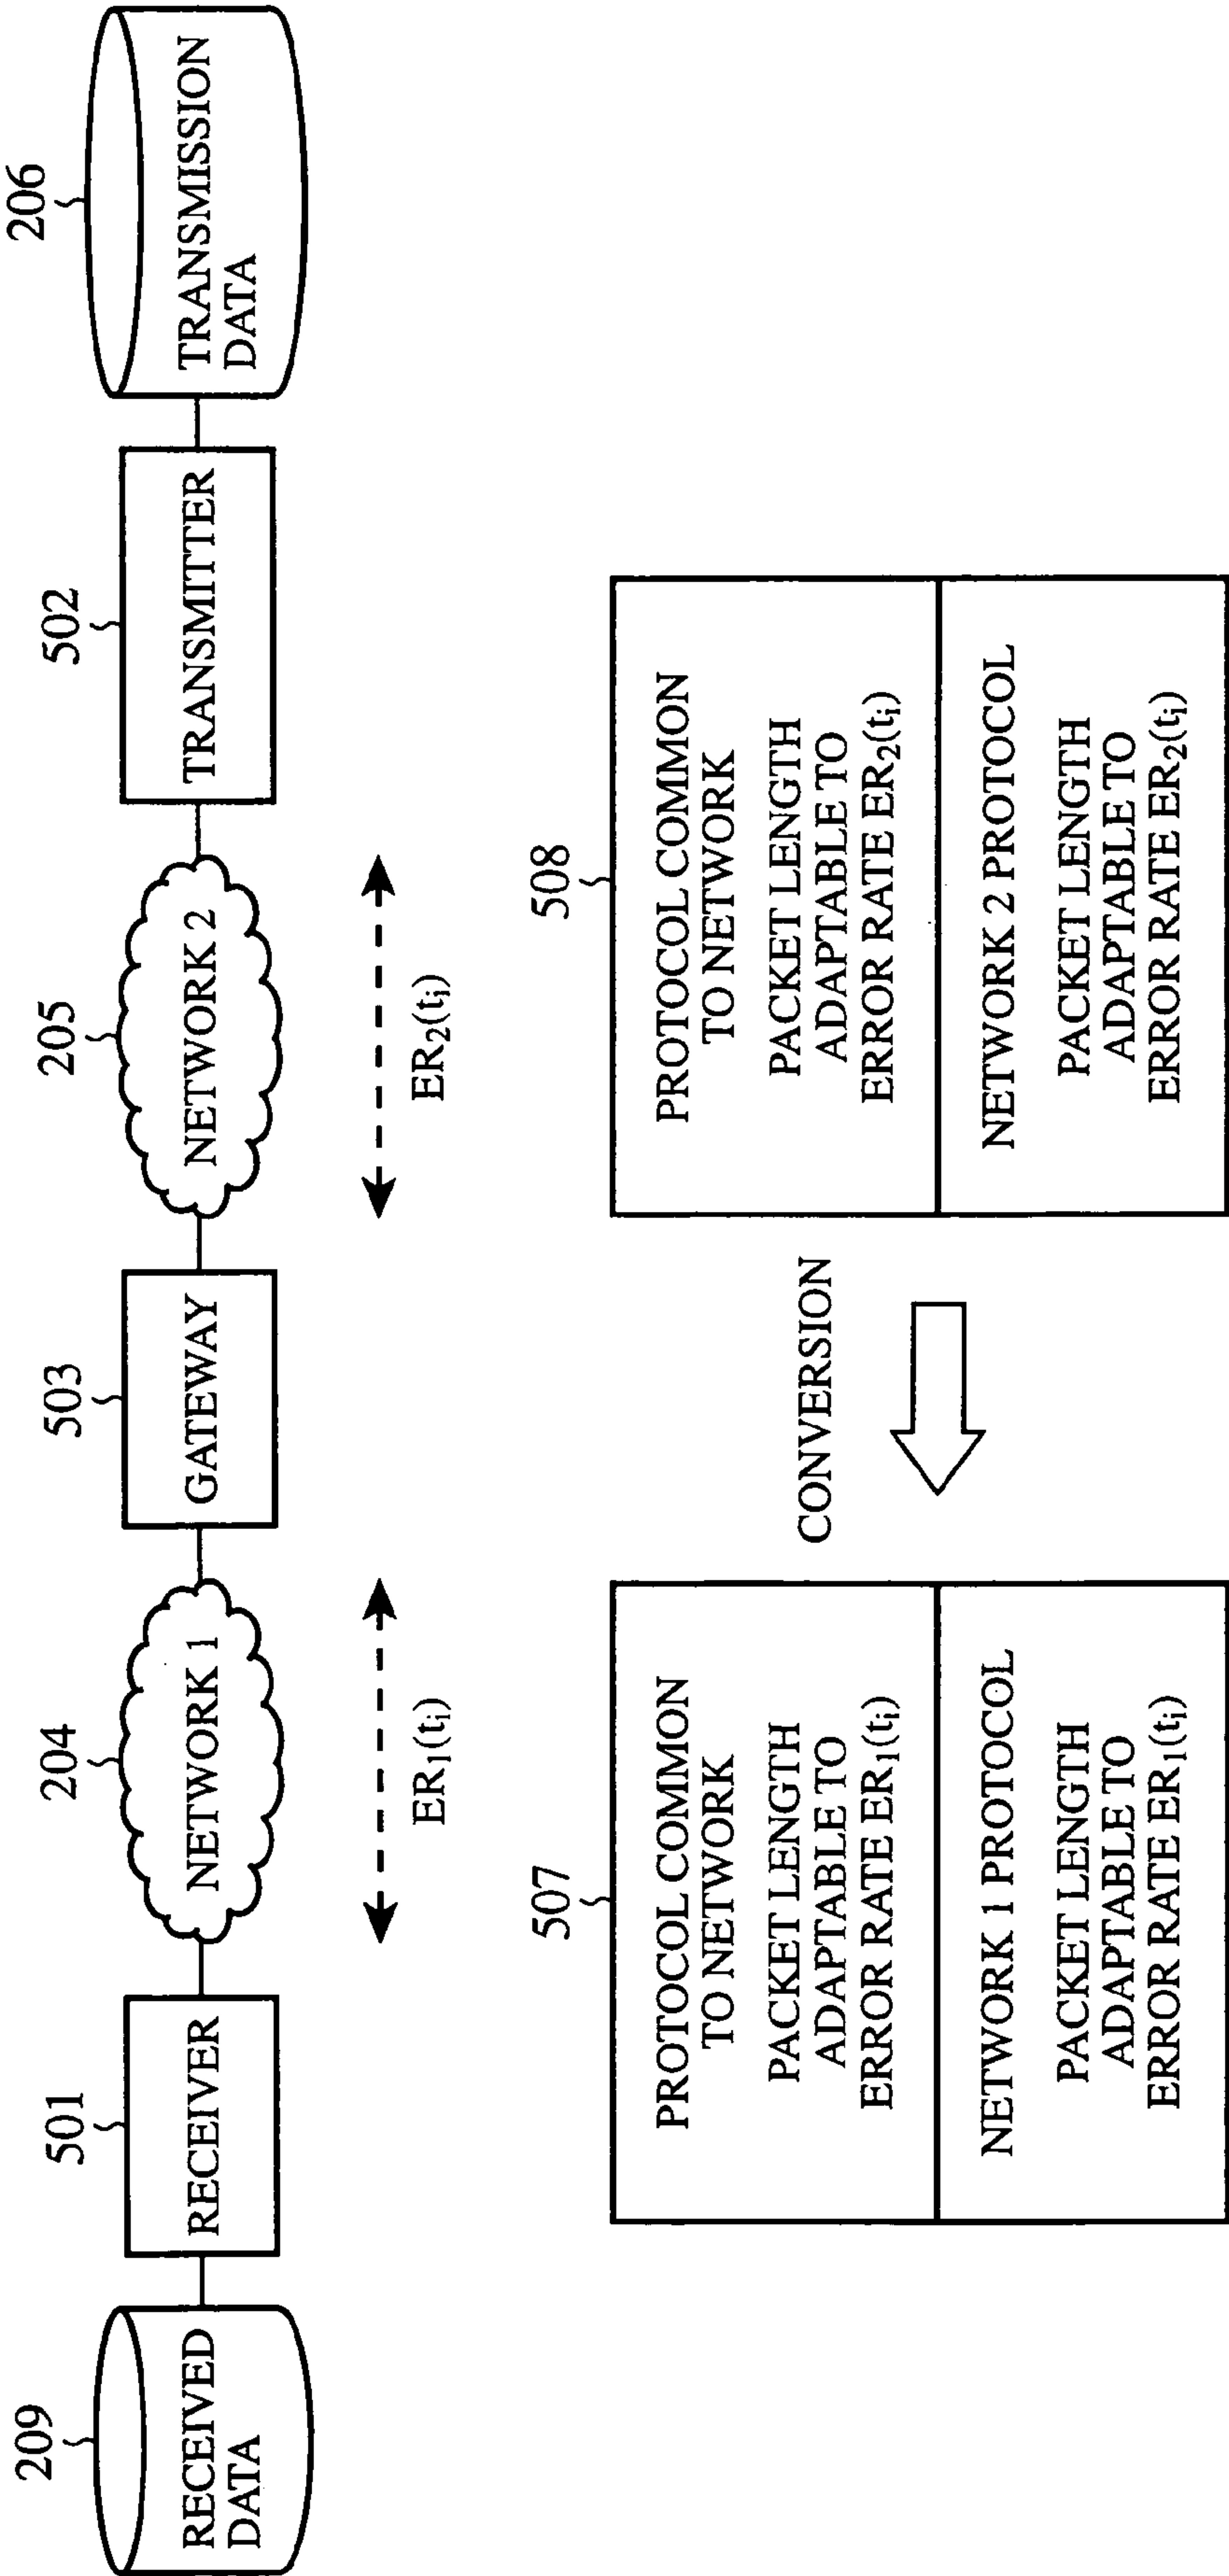 209
RECEIVED
DATA
501
RECEIVER
204
NETWORK 1
503
GATEWAY
205
NETWORK 2
502
TRANSMITTER
206
TRANSMISSION
DATA
ER₁(tᵢ)
ER₂(tᵢ)
507
PROTOCOL COMMON
TO NETWORK
PACKET LENGTH
ADAPTABLE TO
ERROR RATE ER₁(tᵢ)
NETWORK 1 PROTOCOL
PACKET LENGTH
ADAPTABLE TO
ERROR RATE ER₁(tᵢ)
CONVERSION
508
PROTOCOL COMMON
TO NETWORK
PACKET LENGTH
ADAPTABLE TO
ERROR RATE ER₂(tᵢ)
NETWORK 2 PROTOCOL
PACKET LENGTH
ADAPTABLE TO
ERROR RATE ER₂(tᵢ)